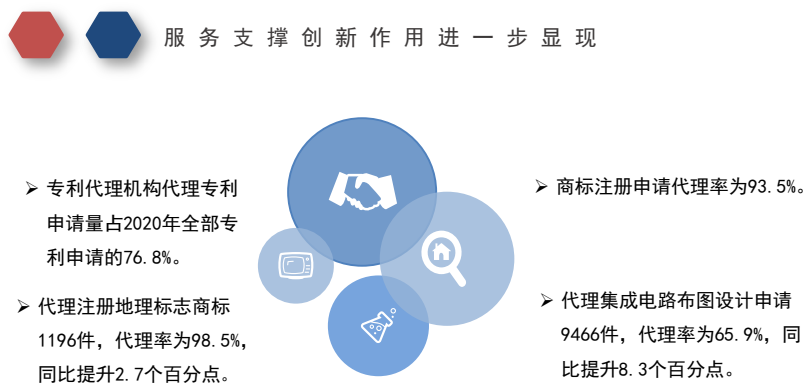 服务支撑创新作用进一步显现
➢ 专利代理机构代理专利
申请量占2020年全部专
利申请的76.8%。
➢ 代理注册地理标志商标
1196件，代理率为98.5%，
同比提升2.7个百分点。
➢ 商标注册申请代理率为93.5%。
➢ 代理集成电路布图设计申请
9466件，代理率为65.9%，同
比提升8.3个百分点。